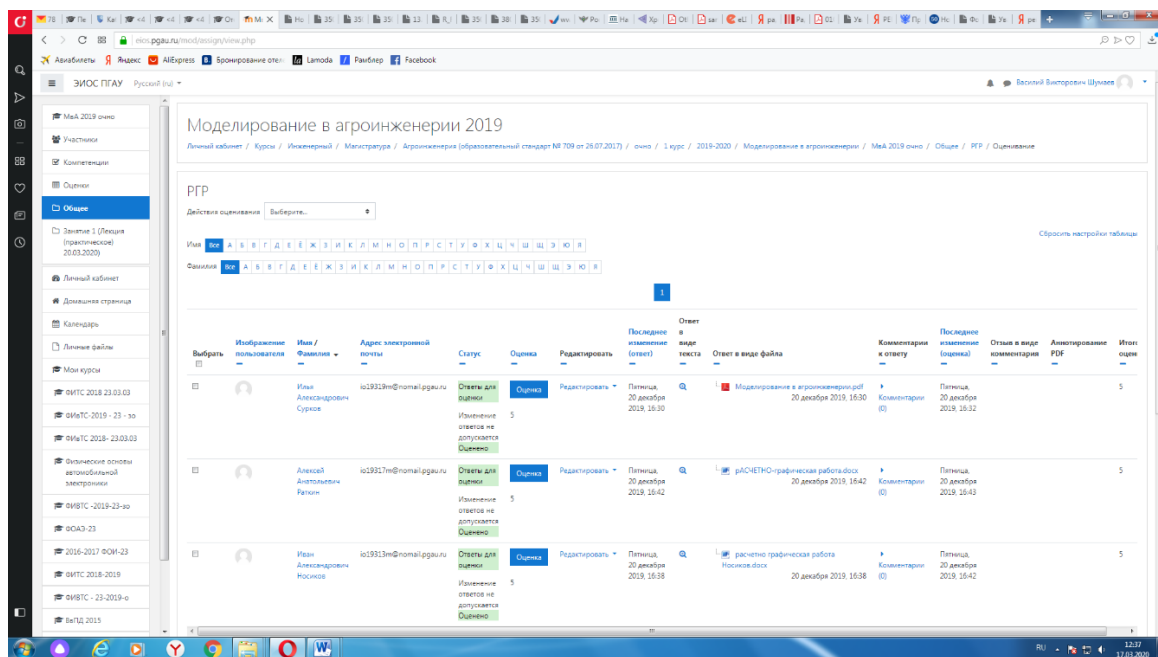 eios.pgau.ru/mod/assign/view.php
Авиабилеты Яндекс AliExpress Бронирование отел Lamoda Рамблер Facebook
ЭИОС ПГАУ Русский (ru)
Василий Викторович Шумаев
МвА 2019 очно
Участники
Компетенции
Оценки
Общее
Занятие 1 (Лекция
(практическое)
20.03.2020)
Личный кабинет
Домашняя страница
Календарь
Личные файлы
Мои курсы
ФИТС 2018 23.03.03
ФИвТС-2019 - 23 - зо
ФИвТС 2018- 23.03.03
Физические основы
автомобильной
электроники
ФИВТС -2019-23-зо
ФОАЭ-23
2016-2017 ФОИ-23
ФИТС 2018-2019
ФИВТС - 23-2019-о
ВвПД 2015
Моделирование в агроинженерии 2019
Личный кабинет / Курсы / Инженерный / Магистратура / Агроинженерия (образовательный стандарт № 709 от 26.07.2017) / очно / 1 курс / 2019-2020 / Моделирование в агроинженерии / МвА 2019 очно / Общее / РГР / Оценивание
РГР
Действия оценивания Выберите...
Сбросить настройки таблицы
Имя Все А Б В Г Д Е Ё Ж З И К Л М Н О П Р С Т У Ф Х Ц Ч Ш Щ Э Ю Я
Фамилия Все А Б В Г Д Е Ё Ж З И К Л М Н О П Р С Т У Ф Х Ц Ч Ш Щ Э Ю Я
1
Выбрать
Изображение
пользователя
Имя /
Фамилия
Адрес электронной
почты
Статус
Оценка
Редактировать
Последнее
изменение
(ответ)
Ответ
в
виде
текста
Ответ в виде файла
Комментарии
к ответу
Последнее
изменение
(оценка)
Отзыв в виде
комментария
Аннотирование
PDF
Итого
оцен
Илья
Александрович
Сурков
io19319m@nomail.pgau.ru
Ответы для
оценки
Изменение
ответов не
допускается
Оценено
Оценка
5
Редактировать
Пятница,
20 декабря
2019, 16:30
Моделирование в агроинженерии.pdf
20 декабря 2019, 16:30
Комментарии
(0)
Пятница,
20 декабря
2019, 16:32
5
Алексей
Анатольевич
Раткин
io19317m@nomail.pgau.ru
Ответы для
оценки
Изменение
ответов не
допускается
Оценено
Оценка
5
Редактировать
Пятница,
20 декабря
2019, 16:42
рАСЧЕТНО-графическая работа.docx
20 декабря 2019, 16:42
Комментарии
(0)
Пятница,
20 декабря
2019, 16:43
5
Иван
Александрович
Носиков
io19313m@nomail.pgau.ru
Ответы для
оценки
Изменение
ответов не
допускается
Оценено
Оценка
5
Редактировать
Пятница,
20 декабря
2019, 16:38
расчетно графическая работа
Носиков.docx
20 декабря 2019, 16:38
Комментарии
(0)
Пятница,
20 декабря
2019, 16:42
5
RU
12:37
17.03.2020